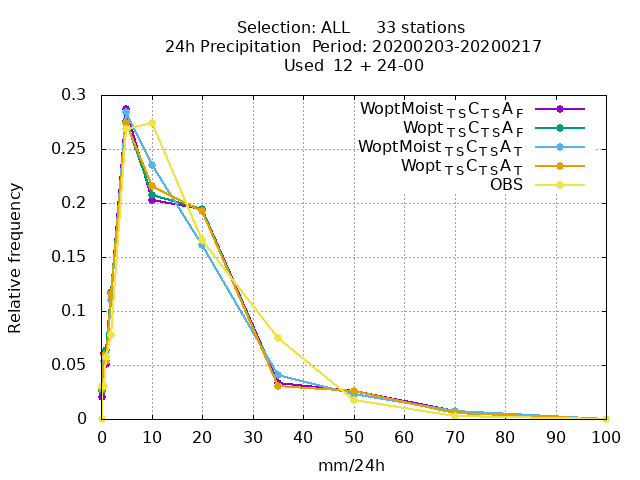 Selection: ALL 33 stations
24h Precipitation Period: 20200203-20200217
Used 12 + 24-00
0.3
0.25
0.2
0.15
0.1
0.05
0
Relative frequency
WoptMoist TS C TS A F
Wopt TS C TS A F
WoptMoist TS C TS A T
Wopt TS C TS A T
OBS
0 10 20 30 40 50 60 70 80 90 100
mm/24h